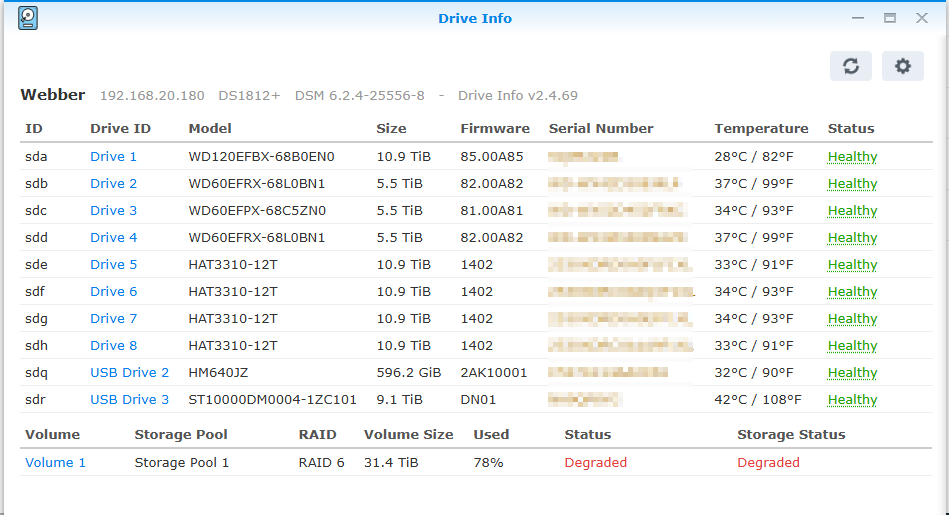 Drive Info
Webber 192.168.20.180 DS1812+ DSM 6.2.4-25556-8 - Drive Info v2.4.69
ID Drive ID Model Size Firmware Serial Number Temperature Status
sda Drive 1 WD120EFBX-68B0EN0 10.9 TiB 85.00A85 28°C / 82°F Healthy
sdb Drive 2 WD60EFRX-68L0BN1 5.5 TiB 82.00A82 37°C / 99°F Healthy
sdc Drive 3 WD60EFPX-68C5ZN0 5.5 TiB 81.00A81 34°C / 93°F Healthy
sdd Drive 4 WD60EFRX-68L0BN1 5.5 TiB 82.00A82 37°C / 99°F Healthy
sde Drive 5 HAT3310-12T 10.9 TiB 1402 33°C / 91°F Healthy
sdf Drive 6 HAT3310-12T 10.9 TiB 1402 34°C / 93°F Healthy
sdg Drive 7 HAT3310-12T 10.9 TiB 1402 34°C / 93°F Healthy
sdh Drive 8 HAT3310-12T 10.9 TiB 1402 33°C / 91°F Healthy
sdq USB Drive 2 HM640JZ 596.2 GiB 2AK10001 32°C / 90°F Healthy
sdr USB Drive 3 ST10000DM0004-1ZC101 9.1 TiB DN01 42°C / 108°F Healthy
Volume Storage Pool RAID Volume Size Used Status Storage Status
Volume 1 Storage Pool 1 RAID 6 31.4 TiB 78% Degraded Degraded